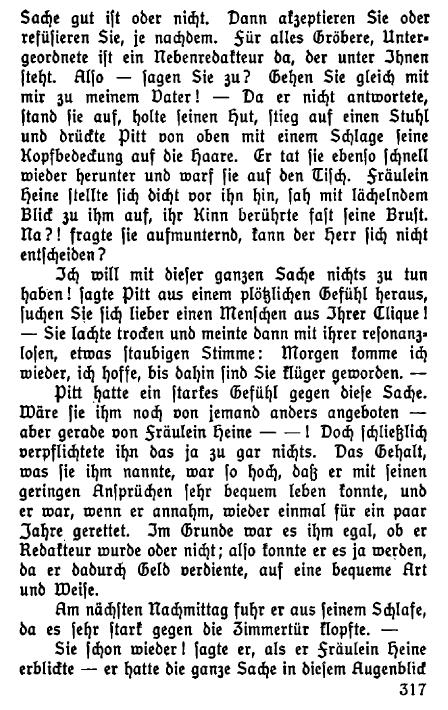 Sache gut ist oder nicht. Dann akzeptieren Sie oder
refüsieren Sie, je nachdem. Für alles Gröbere, Unter-
geordnete ist ein Nebenredakteur da, der unter Ihnen
steht. Also — sagen Sie zu? Gehen Sie gleich mit
mir zu meinem Vater! — Da er nicht antwortete,
stand sie auf, holte seinen Hut, stieg auf einen Stuhl
und drückte Pitt von oben mit einem Schlage seine
Kopfbedeckung auf die Haare. Er tat sie ebenso schnell
wieder herunter und warf sie auf den Tisch. Fräulein
Heine stellte sich dicht vor ihn hin, sah mit lächelndem
Blick zu ihm auf, ihr Kinn berührte fast seine Brust.
Na?! fragte sie aufmunternd, kann der Herr sich nicht
entscheiden?
Ich will mit dieser ganzen Sache nichts zu tun
haben! sagte Pitt aus einem plötzlichen Gefühl heraus,
suchen Sie sich lieber einen Menschen aus Ihrer Clique!
— Sie lachte trocken und meinte dann mit ihrer resonanz-
losen, etwas staubigen Stimme: Morgen komme ich
wieder, ich hoffe, bis dahin sind Sie klüger geworden. —
Pitt hatte ein starkes Gefühl gegen diese Sache.
Wäre sie ihm noch von jemand anders angeboten —
aber gerade von Fräulein Heine — —! Doch schließlich
verpflichtete ihn das ja zu gar nichts. Das Gehalt,
was sie ihm nannte, war so hoch, daß er mit seinen
geringen Ansprüchen sehr bequem leben konnte, und
er war, wenn er annahm, wieder einmal für ein paar
Jahre gerettet. Im Grunde war es ihm egal, ob er
Redakteur wurde oder nicht; also konnte er es ja werden,
da er dadurch Geld verdiente, auf eine bequeme Art
und Weise.
Am nächsten Nachmittag fuhr er aus seinem Schlafe,
da es sehr stark gegen die Zimmertür klopfte. —
Sie schon wieder! sagte er, als er Fräulein Heine
erblickte — er hatte die ganze Sache in diesem Augenblick
317